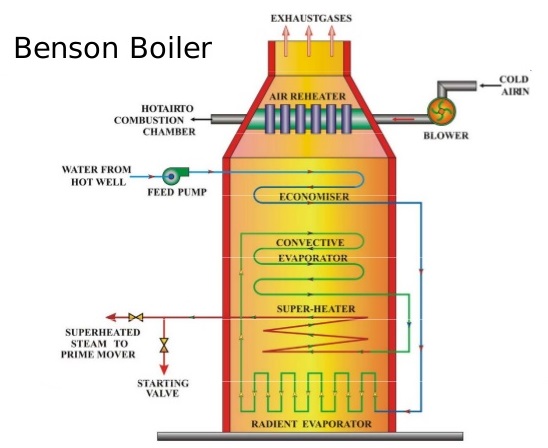 EXHAUSTGASES
Benson Boiler
COLD
AIRIN
AIR REHEATER
HOTAIRTO
COMBUSTION
CHAMBER
BLOWER
WATER FROM
HOT WELL
FEED PUMP
ECONOMISER
CONVECTIVE
EVAPORATOR
SUPER-HEATER
SUPERHEATED
STEAM TO
PRIME MOVER
STARTING
VALVE
RADIENT EVAPORATOR